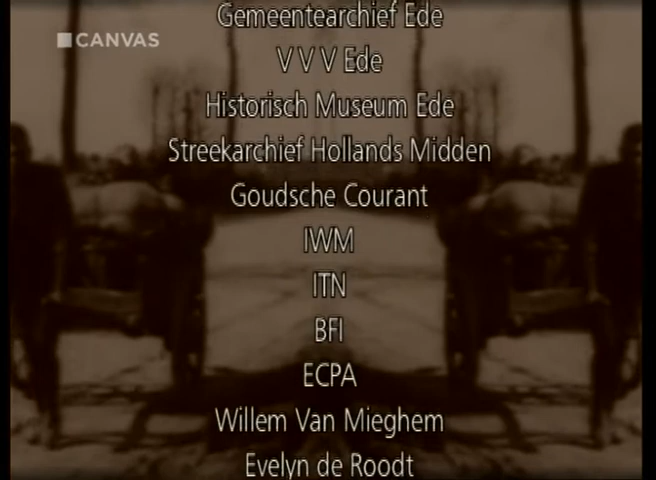 Gemeentearchief Ede
CANVAS
V V V Ede
Historisch Museum Ede
Streekarchief Hollands Midden
Goudsche Courant
IWM
ITN
BFI
ECPA
Willem Van Mieghem
Evelyn de Roodt